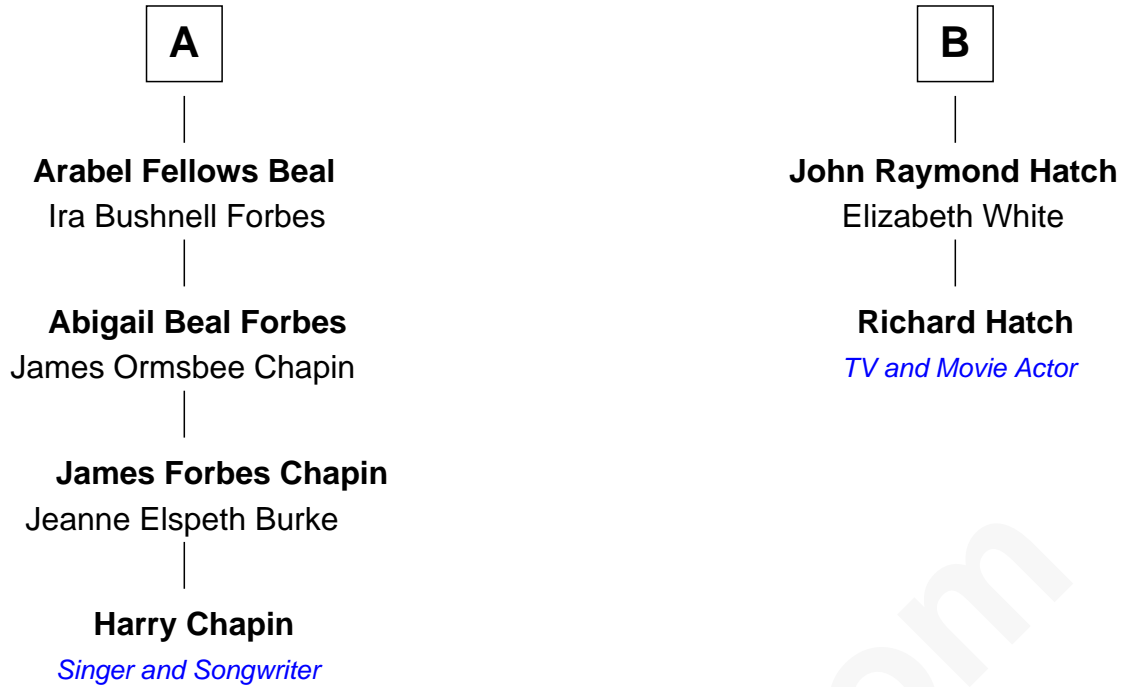 A
Arabel Fellows Beal
Ira Bushnell Forbes
Abigail Beal Forbes
James Ormsbee Chapin
James Forbes Chapin
Jeanne Elspeth Burke
Harry Chapin
Singer and Songwriter
B
John Raymond Hatch
Elizabeth White
Richard Hatch
TV and Movie Actor
om